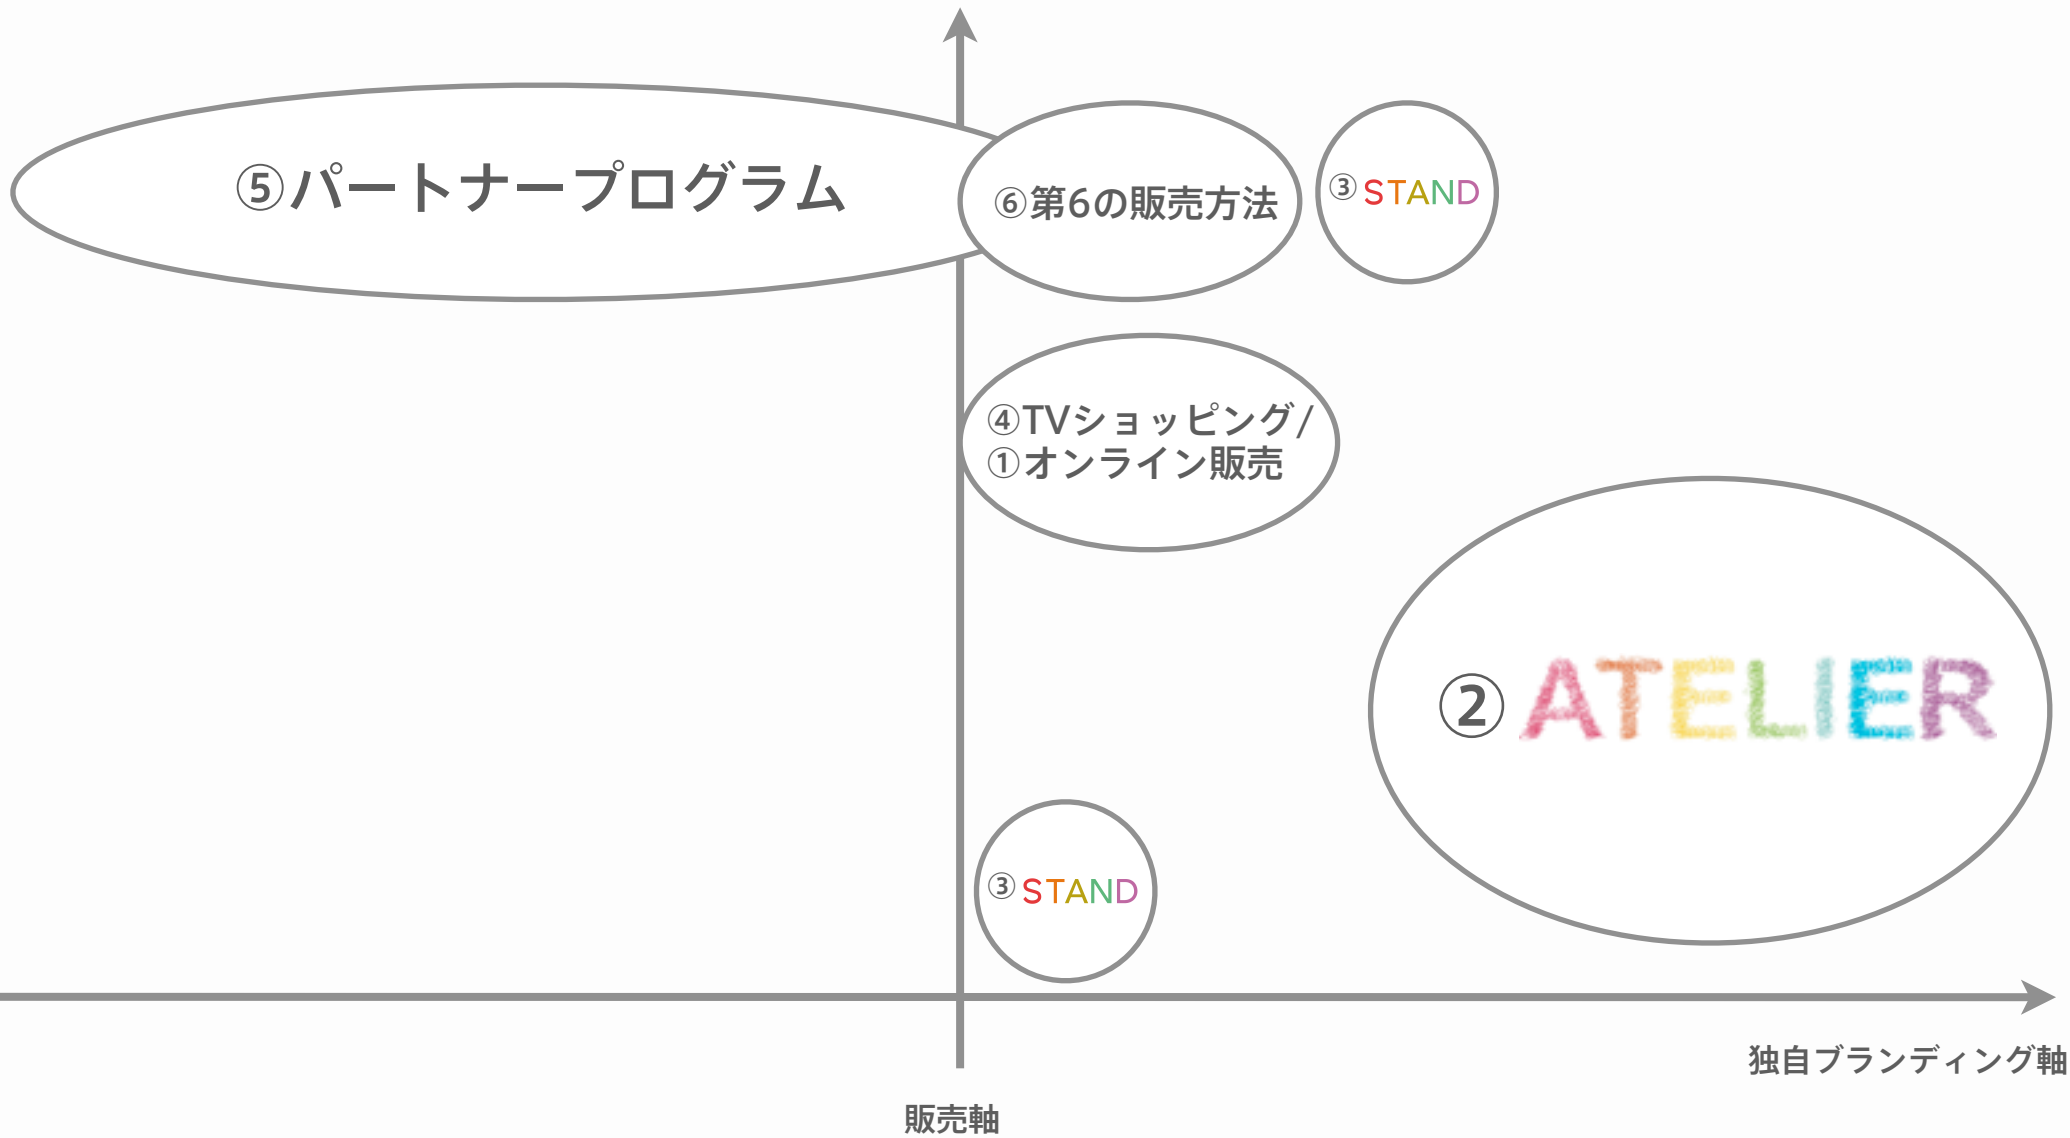 ⑤パートナープログラム
⑥第6の販売方法
③STAND
④TVショッピング/
①オンライン販売
②ATELIER
③STAND
独自ブランディング軸
販売軸